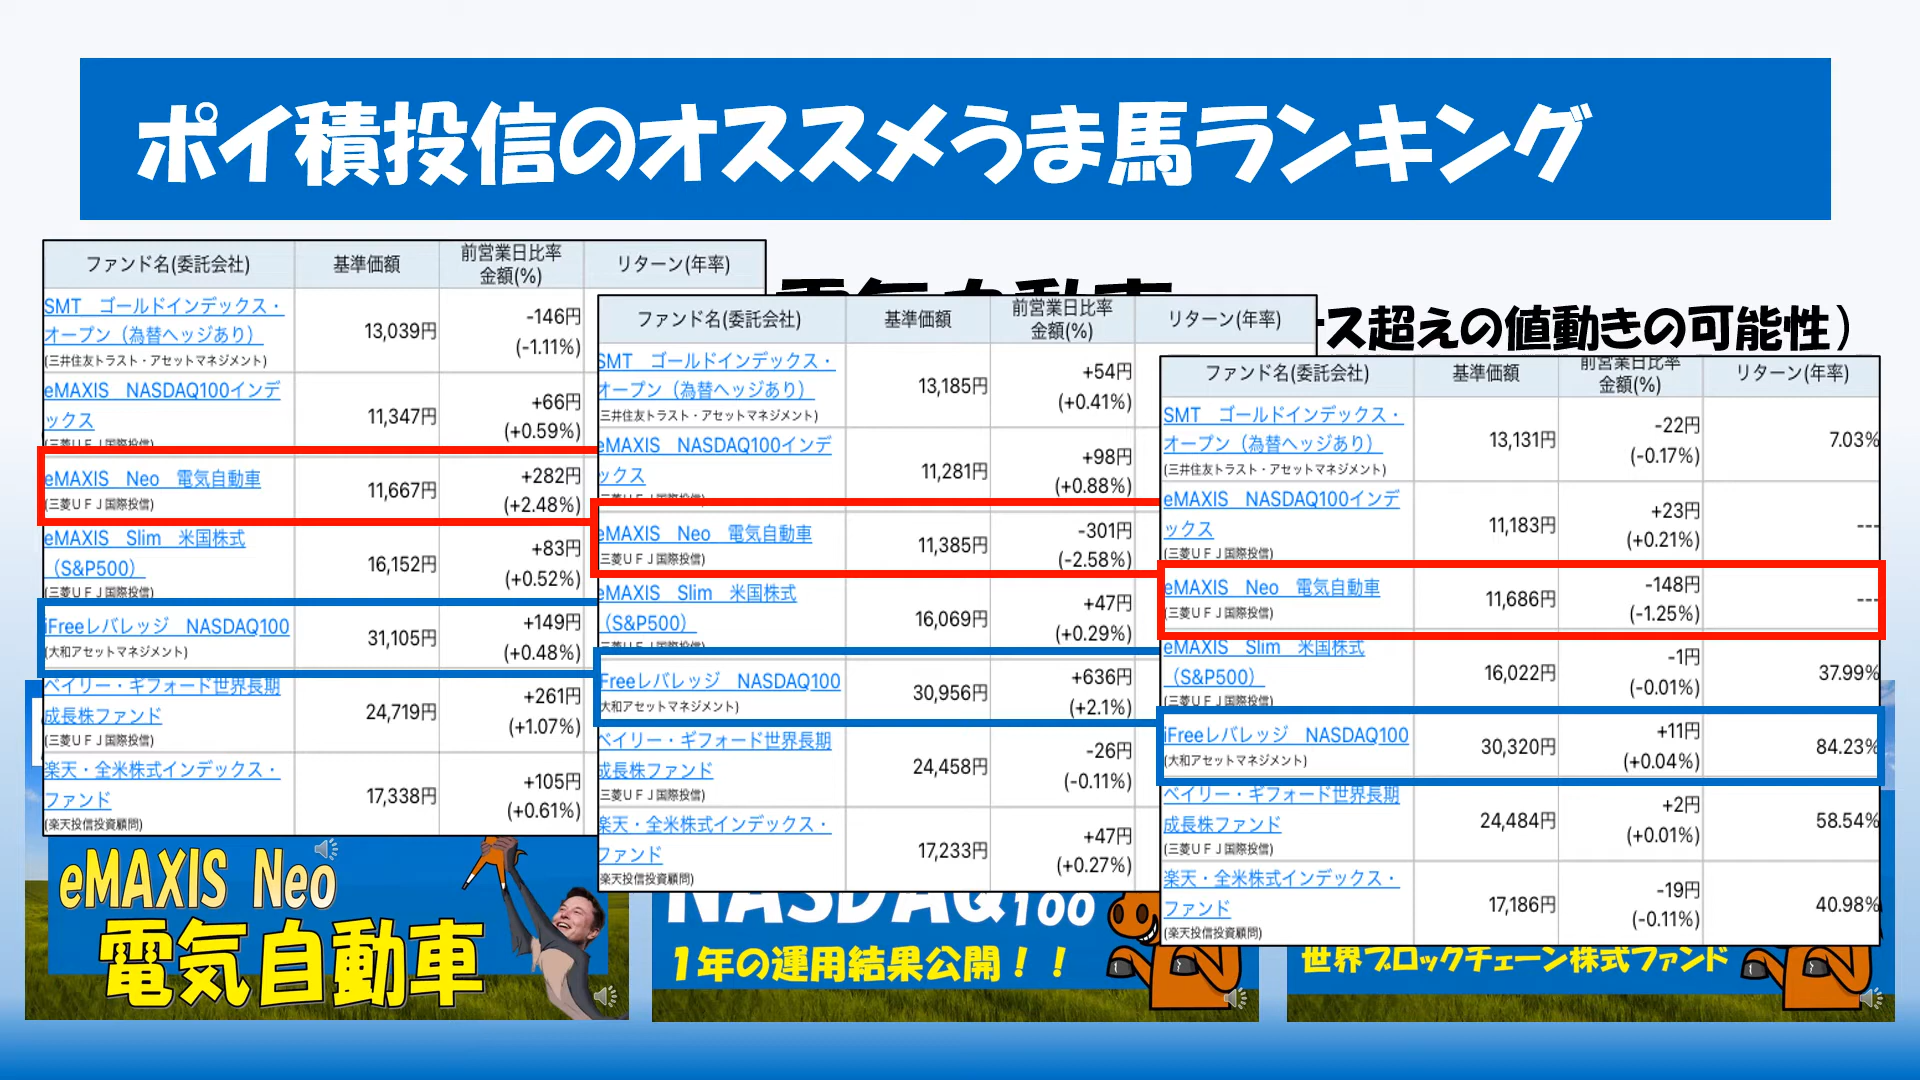 ポイ積投信のオススメうま馬ランキング
ス超えの値動きの可能性）
ファンド名(委託会社) 基準価額 前営業日比率 金額(%) リターン(年率)
SMT ゴールドインデックス・ 13,039円 -146円
オープン（為替ヘッジあり） (-1.11%)
(三井住友トラスト・アセットマネジメント)
eMAXIS NASDAQ100インデ 11,347円 +66円
ックス (+0.59%)
(三菱ＵＦＪ国際投信)
eMAXIS Neo 電気自動車 11,667円 +282円
(三菱ＵＦＪ国際投信) (+2.48%)
eMAXIS Slim 米国株式 16,152円 +83円
（S&P500） (+0.52%)
(三菱ＵＦＪ国際投信)
iFreeレバレッジ NASDAQ100 31,105円 +149円
(大和アセットマネジメント) (+0.48%)
ベイリー・ギフォード世界長期 24,719円 +261円
成長株ファンド (+1.07%)
(三菱ＵＦＪ国際投信)
楽天・全米株式インデックス・ 17,338円 +105円
ファンド (+0.61%)
(楽天投信投資顧問)
ファンド名(委託会社) 基準価額 前営業日比率 金額(%) リターン(年率)
SMT ゴールドインデックス・ 13,185円 +54円
オープン（為替ヘッジあり） (+0.41%)
三井住友トラスト・アセットマネジメント)
eMAXIS NASDAQ100インデ 11,281円 +98円
ックス (+0.88%)
eMAXIS Neo 電気自動車 11,385円 -301円
三菱ＵＦＪ国際投信) (-2.58%)
eMAXIS Slim 米国株式 16,069円 +47円
（S&P500） (+0.29%)
三菱ＵＦＪ国際投信)
Freeレバレッジ NASDAQ100 30,956円 +636円
大和アセットマネジメント) (+2.1%)
ベイリー・ギフォード世界長期 24,458円 -26円
成長株ファンド (-0.11%)
三菱ＵＦＪ国際投信)
楽天・全米株式インデックス・ 17,233円 +47円
ファンド (+0.27%)
楽天投信投資顧問)
ファンド名(委託会社) 基準価額 前営業日比率 金額(%) リターン(年率)
SMT ゴールドインデックス・ 13,131円 -22円 7.03%
オープン（為替ヘッジあり） (-0.17%)
(三井住友トラスト・アセットマネジメント)
eMAXIS NASDAQ100インデ 11,183円 +23円 ---
ックス (+0.21%)
(三菱ＵＦＪ国際投信)
eMAXIS Neo 電気自動車 11,686円 -148円 ---
(三菱ＵＦＪ国際投信) (-1.25%)
eMAXIS Slim 米国株式 16,022円 -1円 37.99%
（S&P500） (-0.01%)
(三菱ＵＦＪ国際投信)
iFreeレバレッジ NASDAQ100 30,320円 +11円 84.23%
(大和アセットマネジメント) (+0.04%)
ベイリー・ギフォード世界長期 24,484円 +2円 58.54%
成長株ファンド (+0.01%)
(三菱ＵＦＪ国際投信)
楽天・全米株式インデックス・ 17,186円 -19円 40.98%
ファンド (-0.11%)
(楽天投信投資顧問)
eMAXIS Neo
電気自動車
NASDAQ100
1年の運用結果公開！！
世界ブロックチェーン株式ファンド